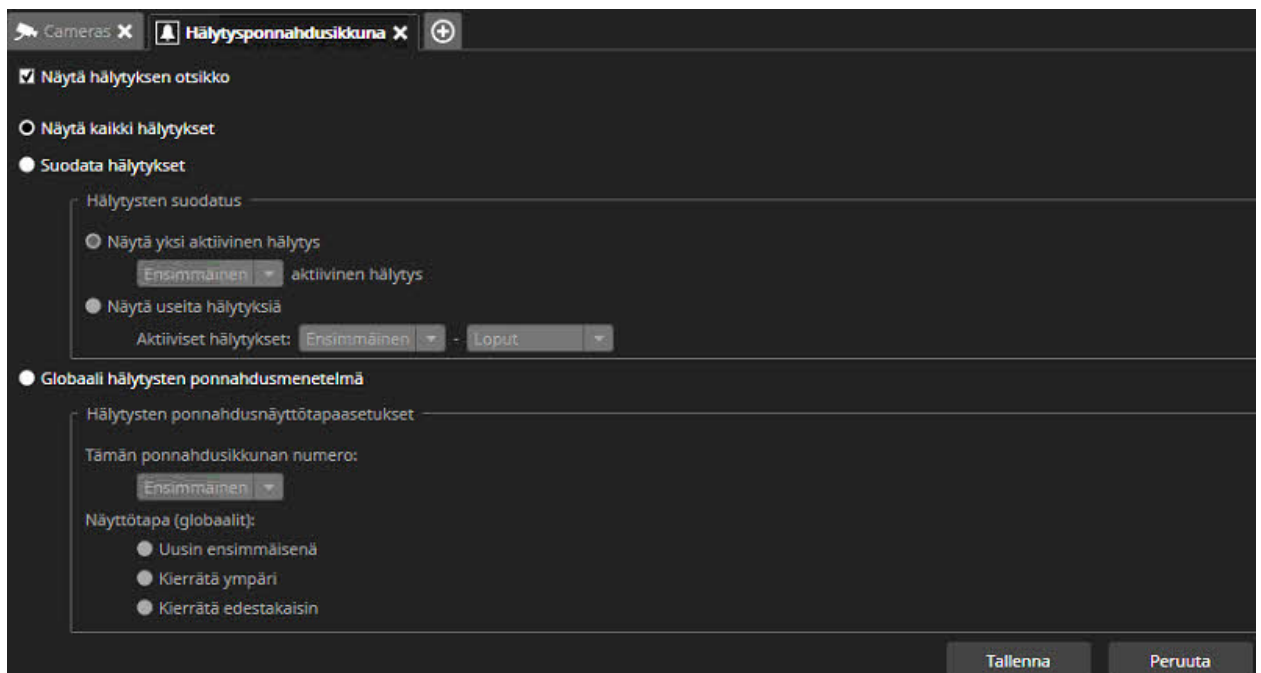 Cameras Hälytysponnahdusikkuna
Näytä hälytyksen otsikko
Näytä kaikki hälytykset
Suodata hälytykset
Hälytysten suodatus
Näytä yksi aktiivinen hälytys
Ensimmäinen aktiivinen hälytys
Näytä useita hälytyksiä
Aktiiviset hälytykset: Ensimmäinen - Loput
Globaali hälytysten ponnahdusmenetelmä
Hälytysten ponnahdusnäyttötapaasetukset
Tämän ponnahdusikkunan numero:
Ensimmäinen
Näyttötapa (globaalit):
Uusin ensimmäisenä
Kierrätä ympäri
Kierrätä edestakaisin
Tallenna Peruuta